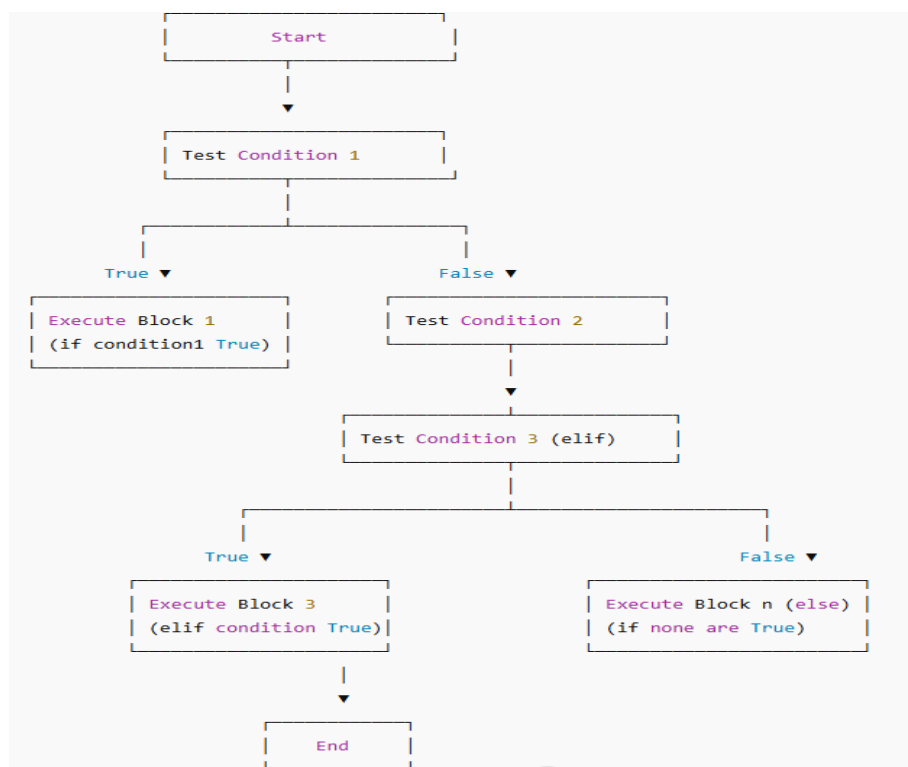 Start
Test Condition 1
True ▼ False ▼
Execute Block 1
(if condition1 True)
Test Condition 2
Test Condition 3 (elif)
True ▼ False ▼
Execute Block 3
(elif condition True)
Execute Block n (else)
(if none are True)
End